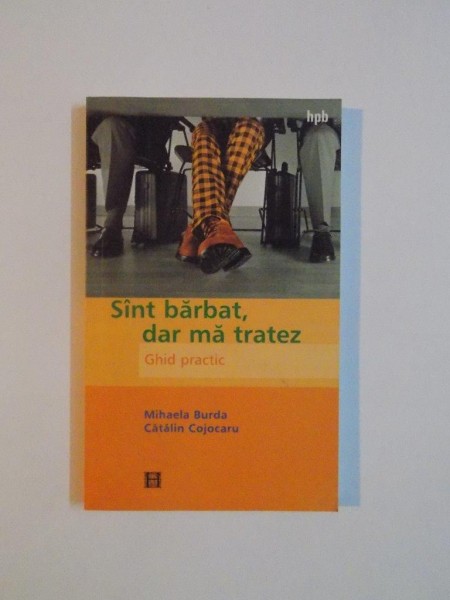 hpb
Sînt bărbat,
dar mă tratez
Ghid practic
Mihaela Burda
Cătălin Cojocaru
H